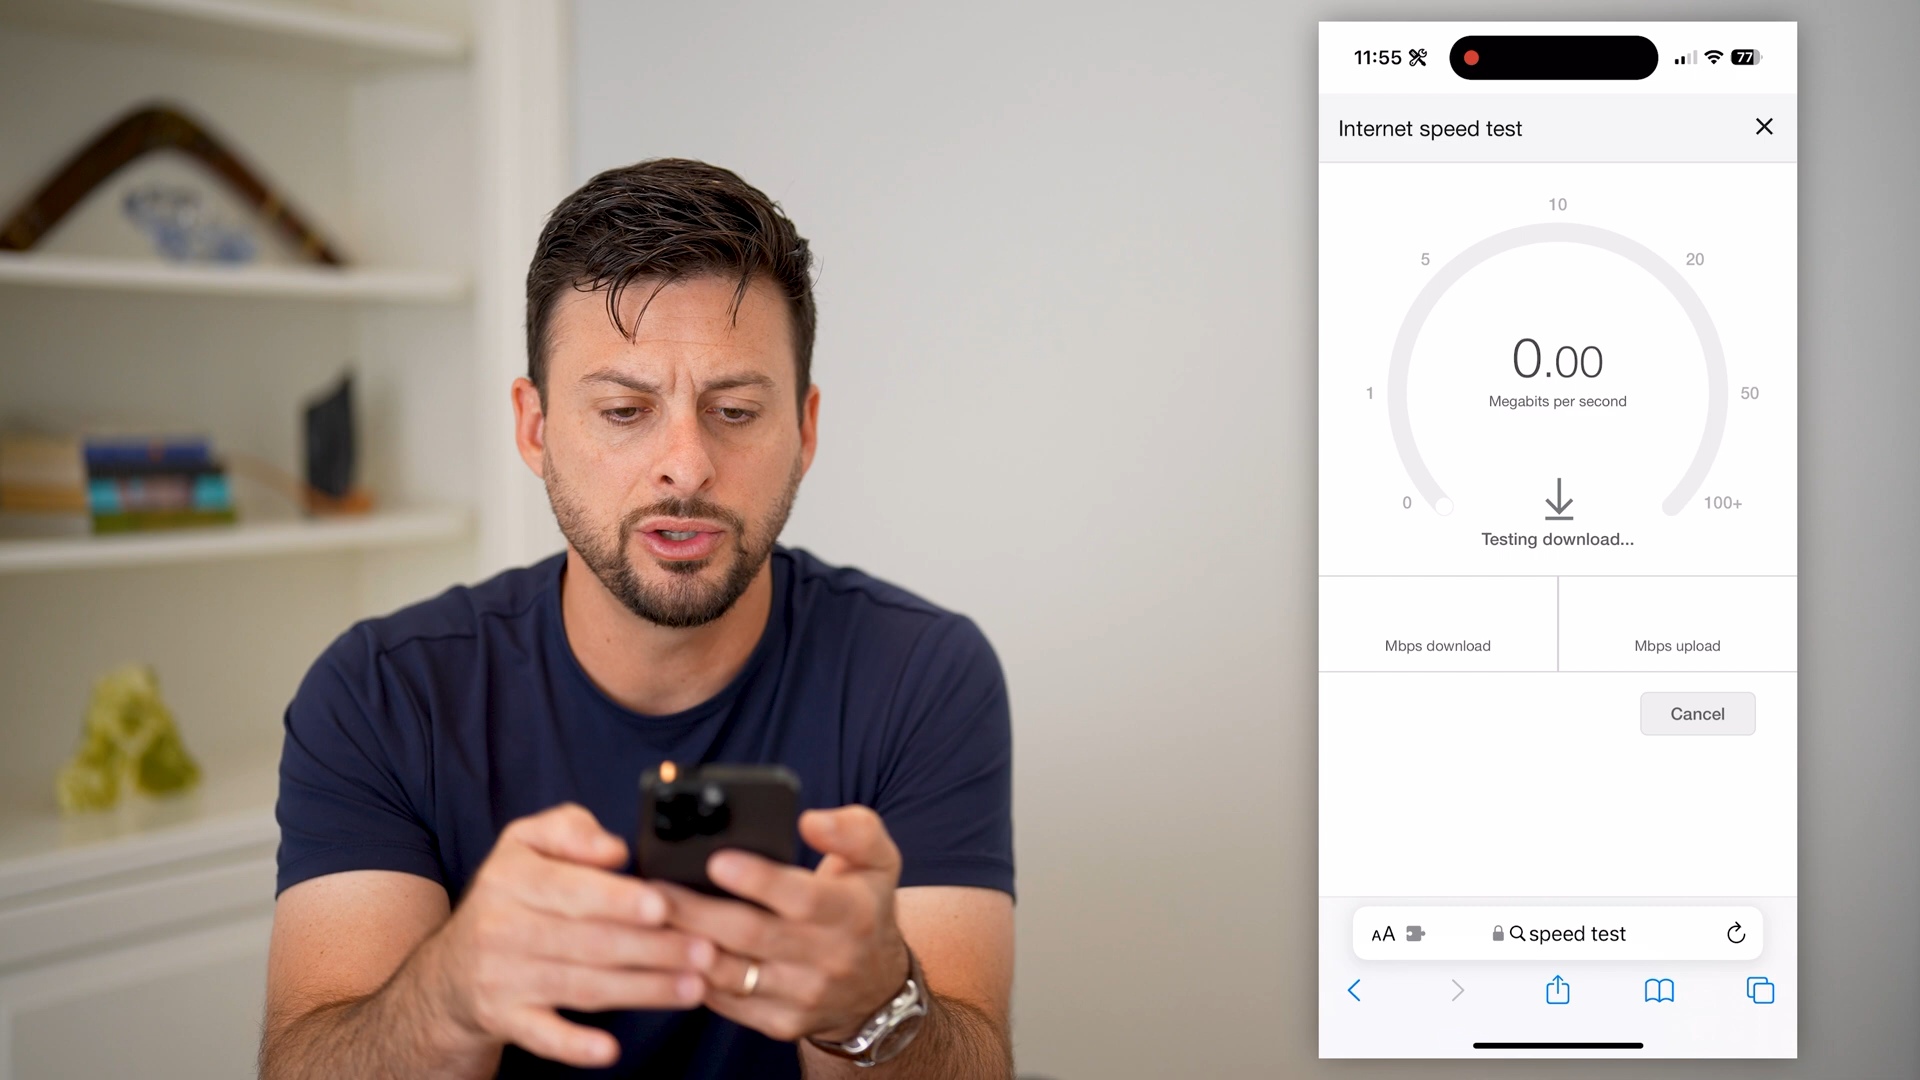 11:55
77
Internet speed test
10
5
20
0.00
Megabits per second
1
50
0
100+
Testing download...
Mbps download
Mbps upload
Cancel
AA
speed test